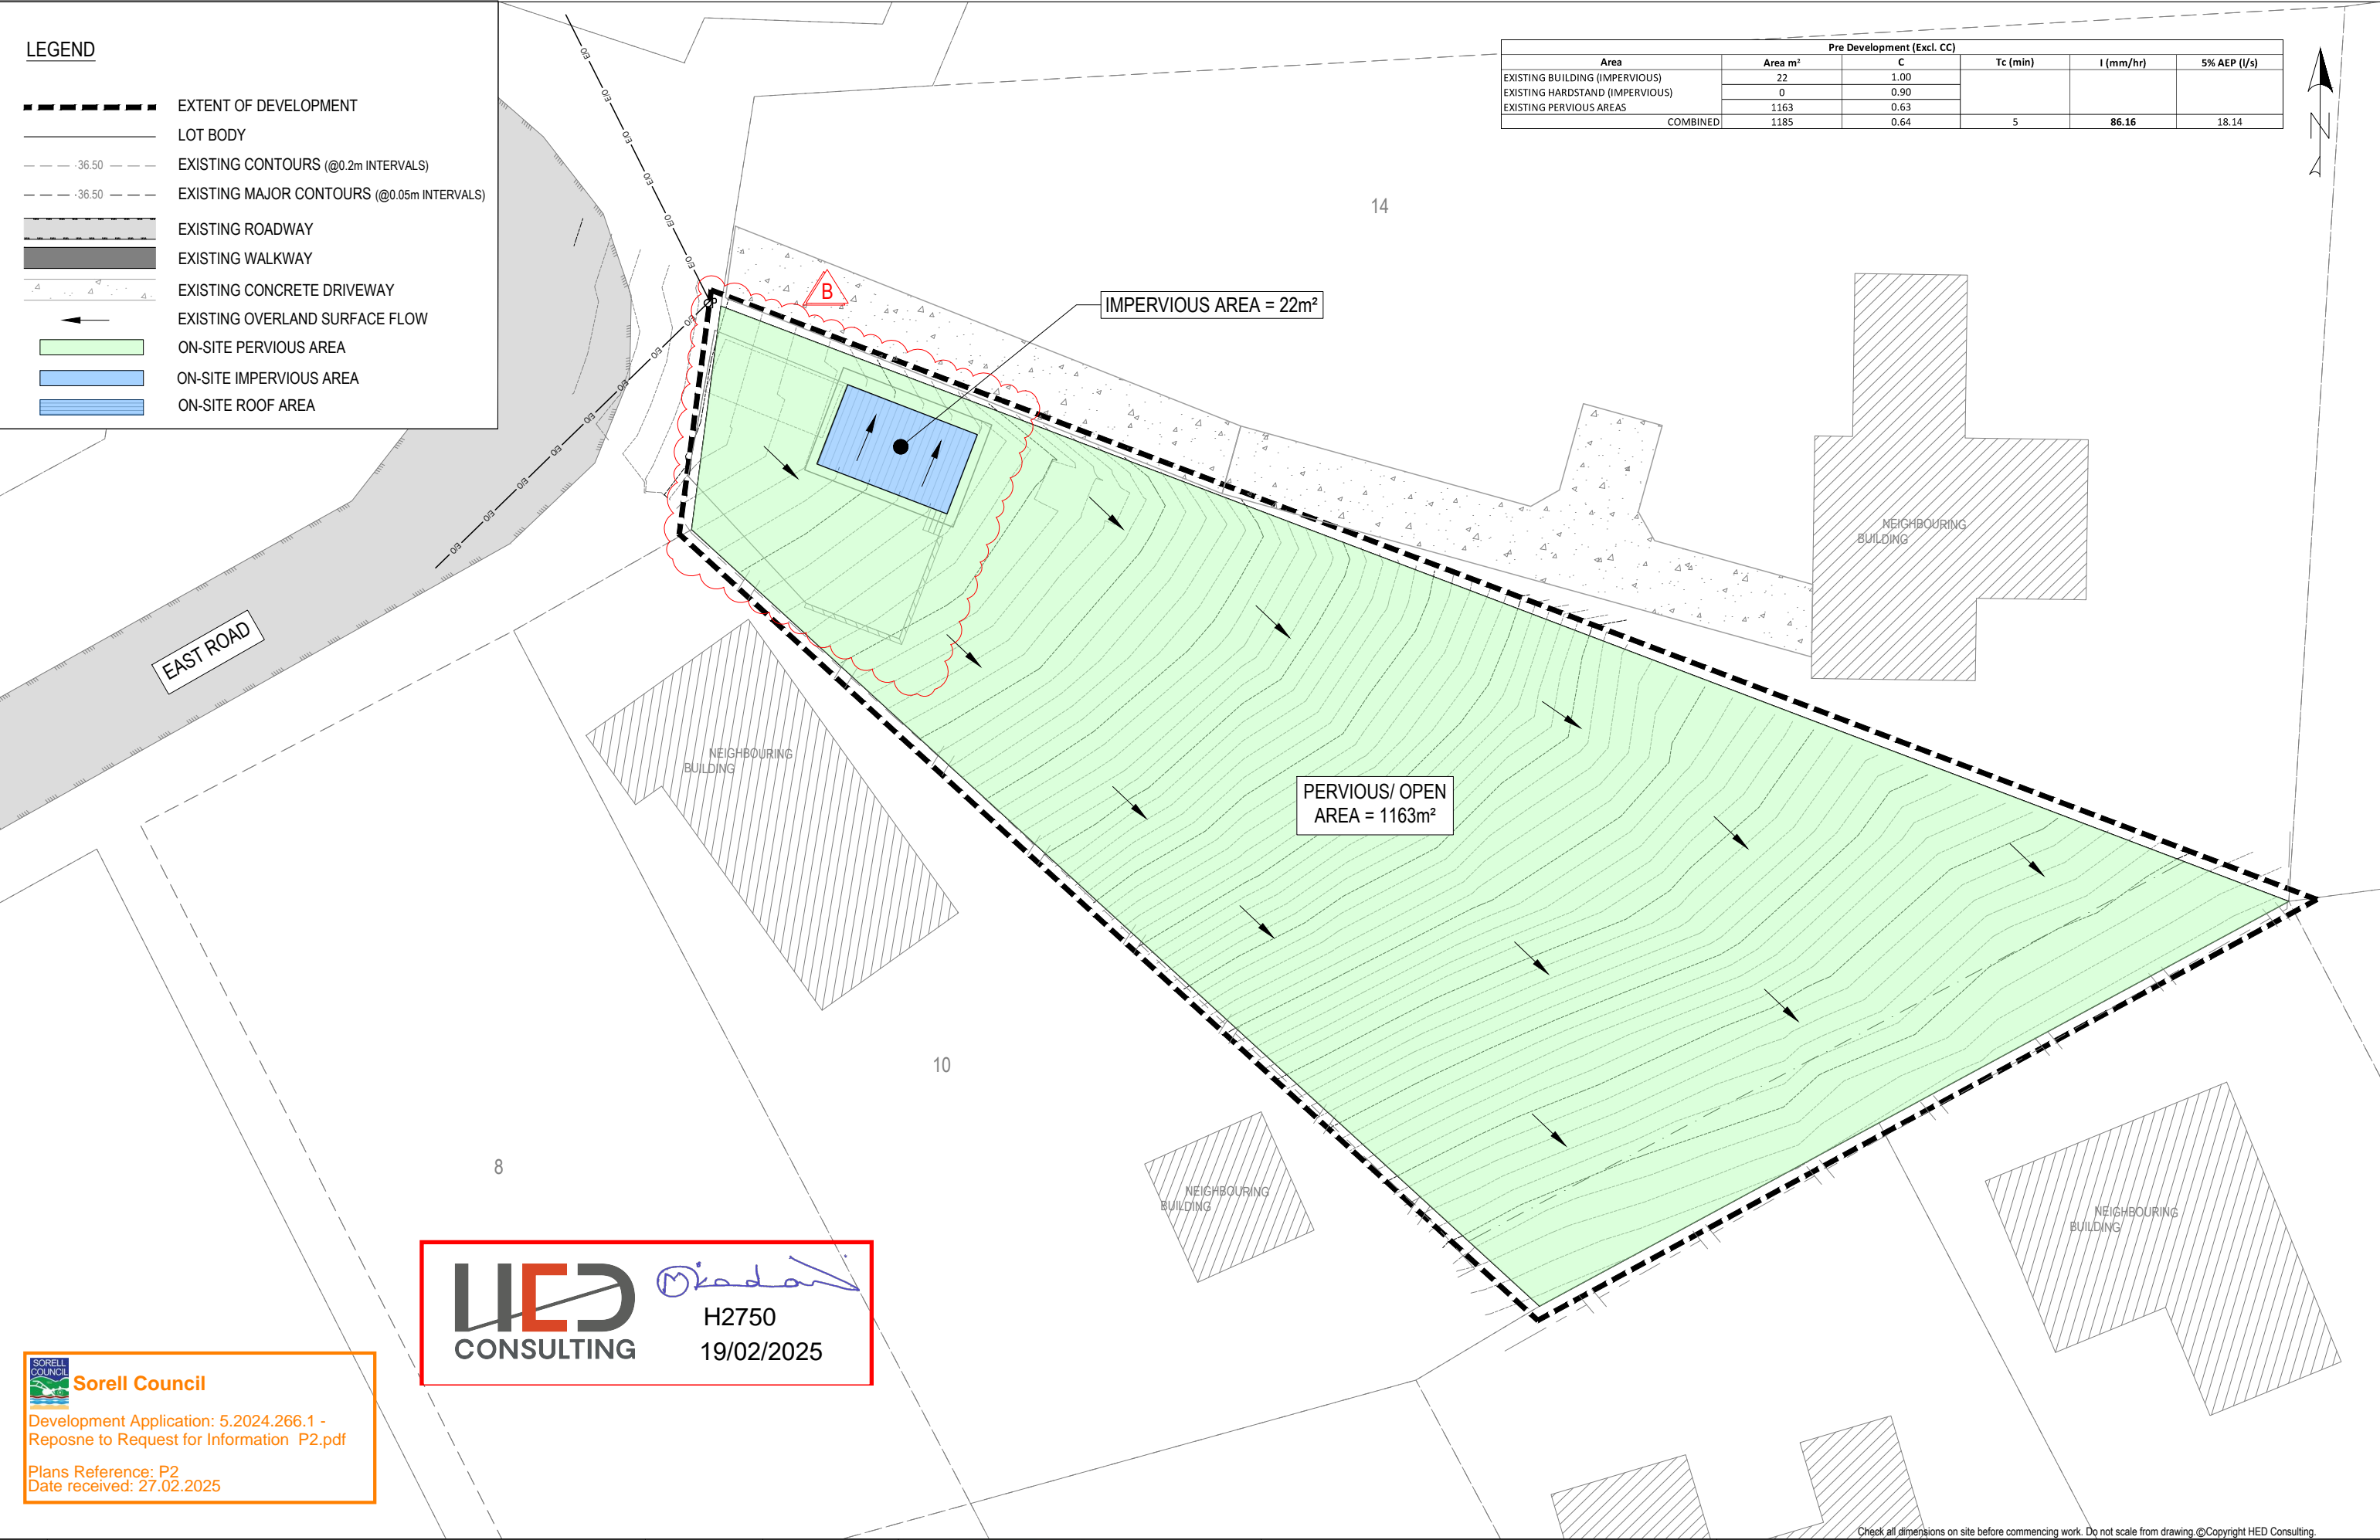 LEGEND
EXTENT OF DEVELOPMENT
LOT BODY
36.50 EXISTING CONTOURS (@0.2m INTERVALS)
36.50 EXISTING MAJOR CONTOURS (@0.05m INTERVALS)
EXISTING ROADWAY
EXISTING WALKWAY
EXISTING CONCRETE DRIVEWAY
EXISTING OVERLAND SURFACE FLOW
ON-SITE PERVIOUS AREA
ON-SITE IMPERVIOUS AREA
ON-SITE ROOF AREA
Pre Development (Excl. CC)
Area Area m² C Tc (min) I (mm/hr) 5% AEP (l/s)
EXISTING BUILDING (IMPERVIOUS) 22 1.00
EXISTING HARDSTAND (IMPERVIOUS) 0 0.90
EXISTING PERVIOUS AREAS 1163 0.63
COMBINED 1185 0.64 5 86.16 18.14
N
E/O
E/O
E/O
E/O
E/O
E/O
E/O
E/O
E/O
E/O
E/O
E/O
E/O
14
B
IMPERVIOUS AREA = 22m²
NEIGHBOURING
BUILDING
EAST ROAD
NEIGHBOURING
BUILDING
PERVIOUS/ OPEN
AREA = 1163m²
10
8
NEIGHBOURING
BUILDING
NEIGHBOURING
BUILDING
HED
CONSULTING
H2750
19/02/2025
SORELL
COUNCIL
Sorell Council
Development Application: 5.2024.266.1 -
Reposne to Request for Information P2.pdf
Plans Reference: P2
Date received: 27.02.2025
Check all dimensions on site before commencing work. Do not scale from drawing.©Copyright HED Consulting.